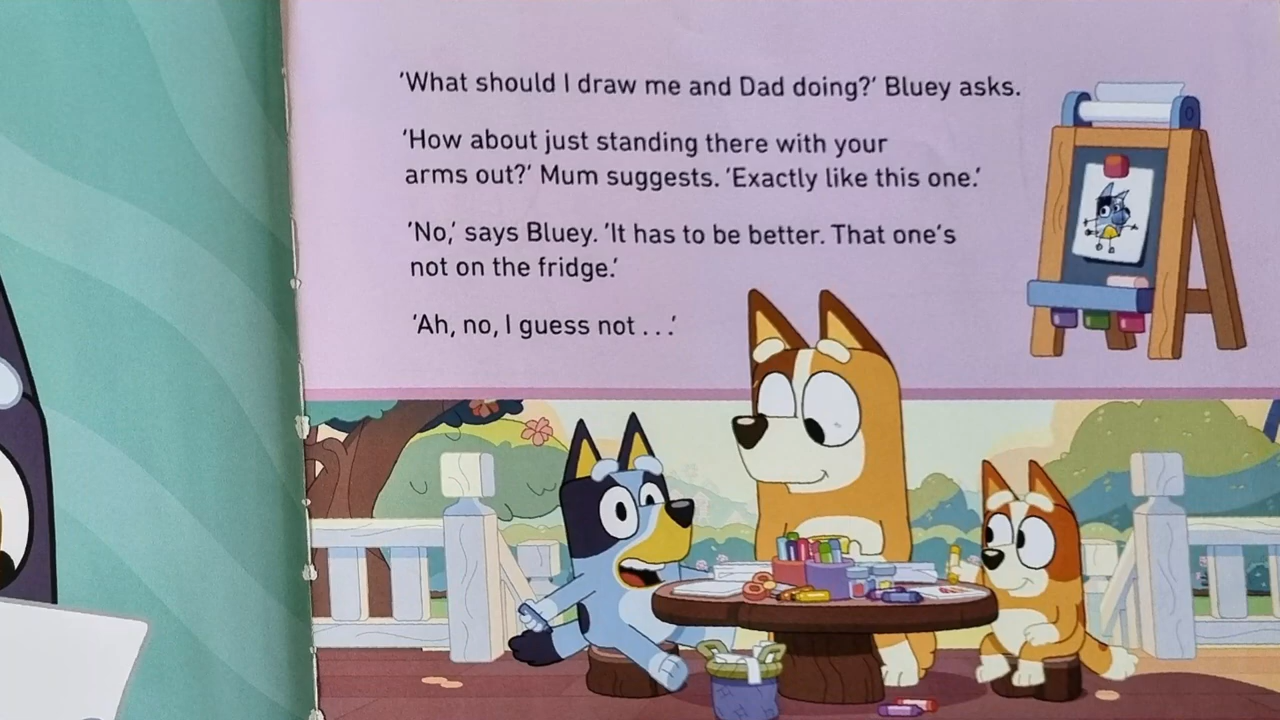 ‘What should I draw me and Dad doing?’ Bluey asks.
‘How about just standing there with your
arms out?’ Mum suggests. ‘Exactly like this one.’
‘No,’ says Bluey. ‘It has to be better. That one’s
not on the fridge.’
‘Ah, no, I guess not . . .’